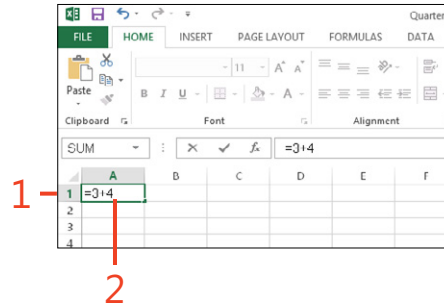 Quarter
FILE HOME INSERT PAGE LAYOUT FORMULAS DATA
Paste
11 A A
B I U A
Clipboard Font Alignment
SUM fx =3+4
A B C D E F
1 =3+4
2
3
4
1
2